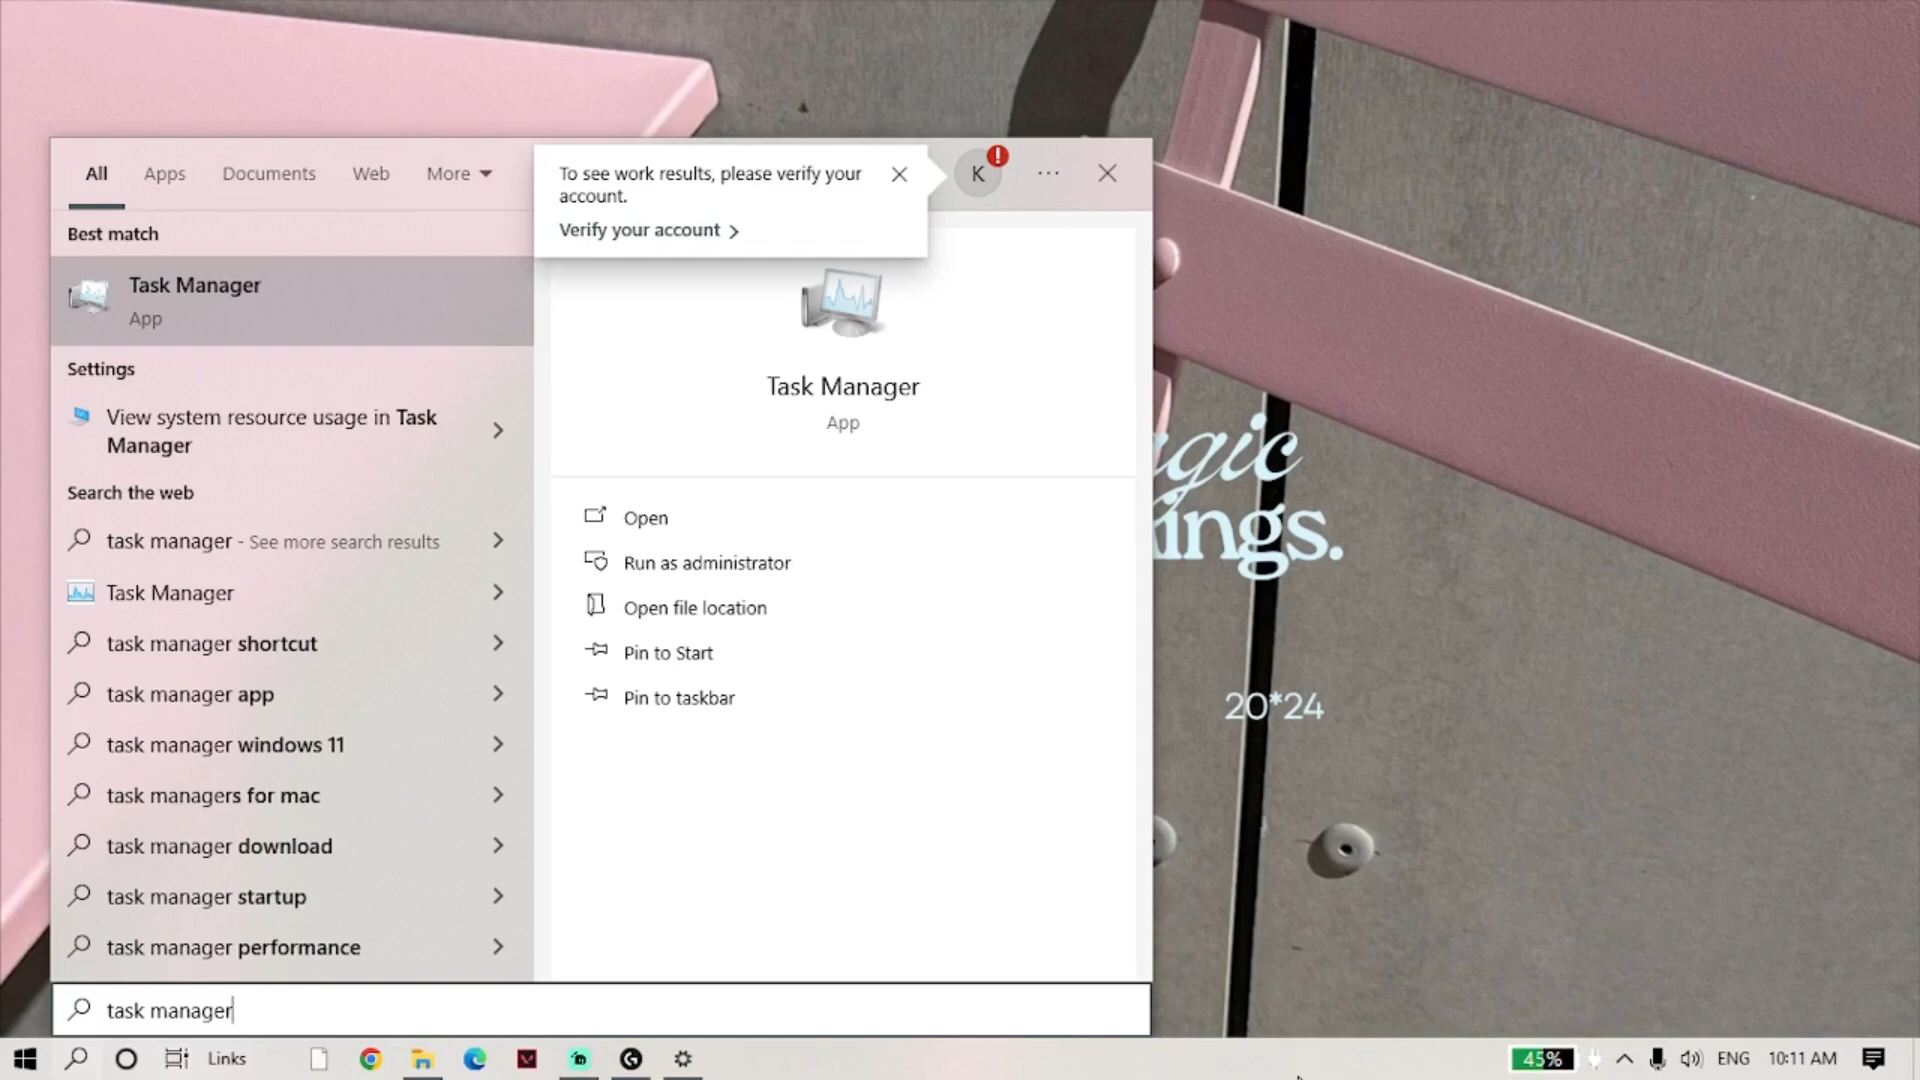 All
Apps
Documents
Web
More
To see work results, please verify your
account.
Verify your account
K
Best match
Task Manager
App
Settings
View system resource usage in Task
Manager
Search the web
task manager - See more search results
Task Manager
task manager shortcut
task manager app
task manager windows 11
task managers for mac
task manager download
task manager startup
task manager performance
Task Manager
App
Open
Run as administrator
Open file location
Pin to Start
Pin to taskbar
20*24
task manager
Links
45%
ENG
10:11 AM